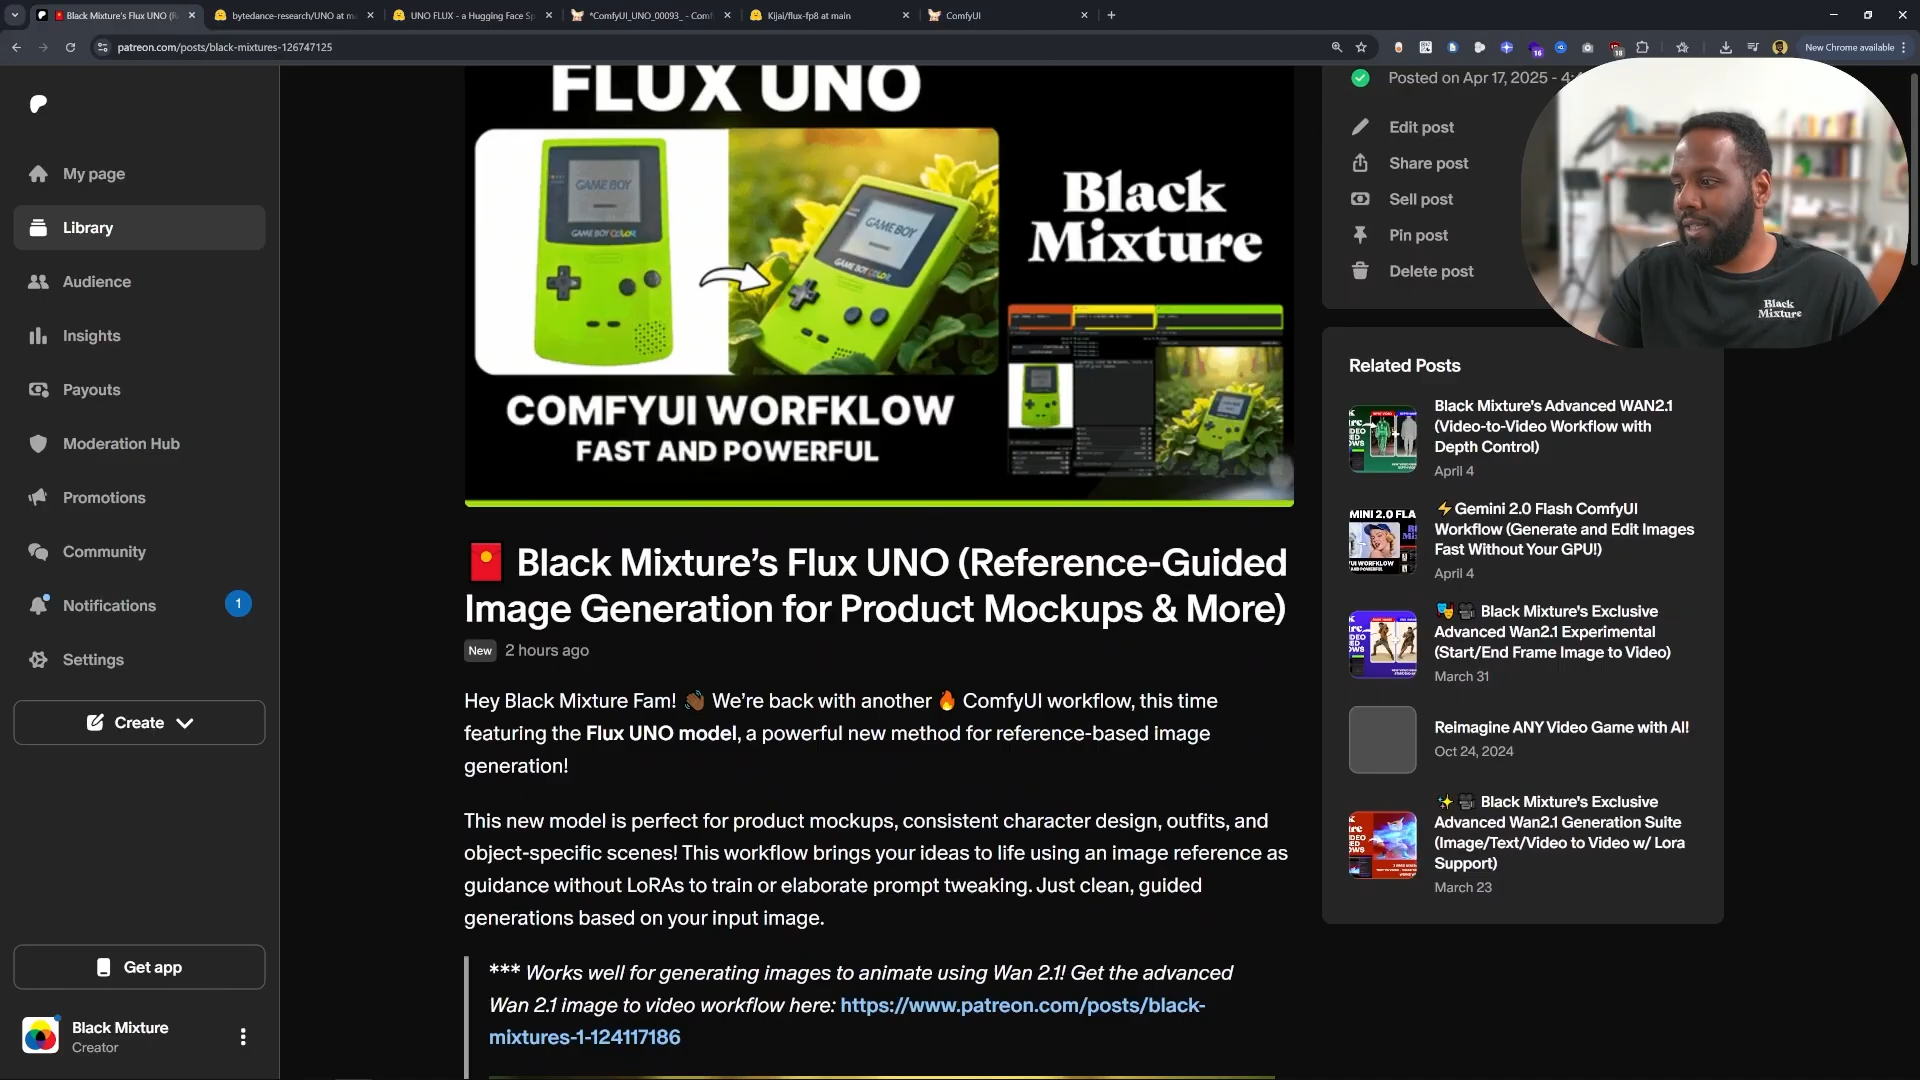 Black Mixture's Flux UNO (R
bytedance-research/UNO at m
UNO FLUX - a Hugging Face Sp
*ComfyUI_UNO_00093_ - Comf
Kijai/flux-fp8 at main
ComfyUI
patreon.com/posts/black-mixtures-126747125
16
18
New Chrome available
My page
Library
Audience
Insights
Payouts
Moderation Hub
Promotions
Community
Notifications
1
Settings
Create
Get app
Black Mixture
Creator
FLUX UNO
GAME BOY
GAME BOY COLOR
GAME BOY
GAME BOY COLOR
Black
Mixture
COMFYUI WORFKLOW
FAST AND POWERFUL
Black Mixture's Flux UNO (Reference-Guided
Image Generation for Product Mockups & More)
New 2 hours ago
Hey Black Mixture Fam! 👋🏾 We're back with another 🔥 ComfyUI workflow, this time
featuring the Flux UNO model, a powerful new method for reference-based image
generation!
This new model is perfect for product mockups, consistent character design, outfits, and
object-specific scenes! This workflow brings your ideas to life using an image reference as
guidance without LoRAs to train or elaborate prompt tweaking. Just clean, guided
generations based on your input image.
*** Works well for generating images to animate using Wan 2.1! Get the advanced
Wan 2.1 image to video workflow here: https://www.patreon.com/posts/black-
mixtures-1-124117186
Posted on Apr 17, 2025 - 4:
Edit post
Share post
Sell post
Pin post
Delete post
Black
Mixture
Related Posts
Black Mixture's Advanced WAN2.1
(Video-to-Video Workflow with
Depth Control)
April 4
⚡Gemini 2.0 Flash ComfyUI
Workflow (Generate and Edit Images
Fast Without Your GPU!)
April 4
🎭 🎥 Black Mixture's Exclusive
Advanced Wan2.1 Experimental
(Start/End Frame Image to Video)
March 31
Reimagine ANY Video Game with AI!
Oct 24, 2024
✨ 🎥 Black Mixture's Exclusive
Advanced Wan2.1 Generation Suite
(Image/Text/Video to Video w/ Lora
Support)
March 23